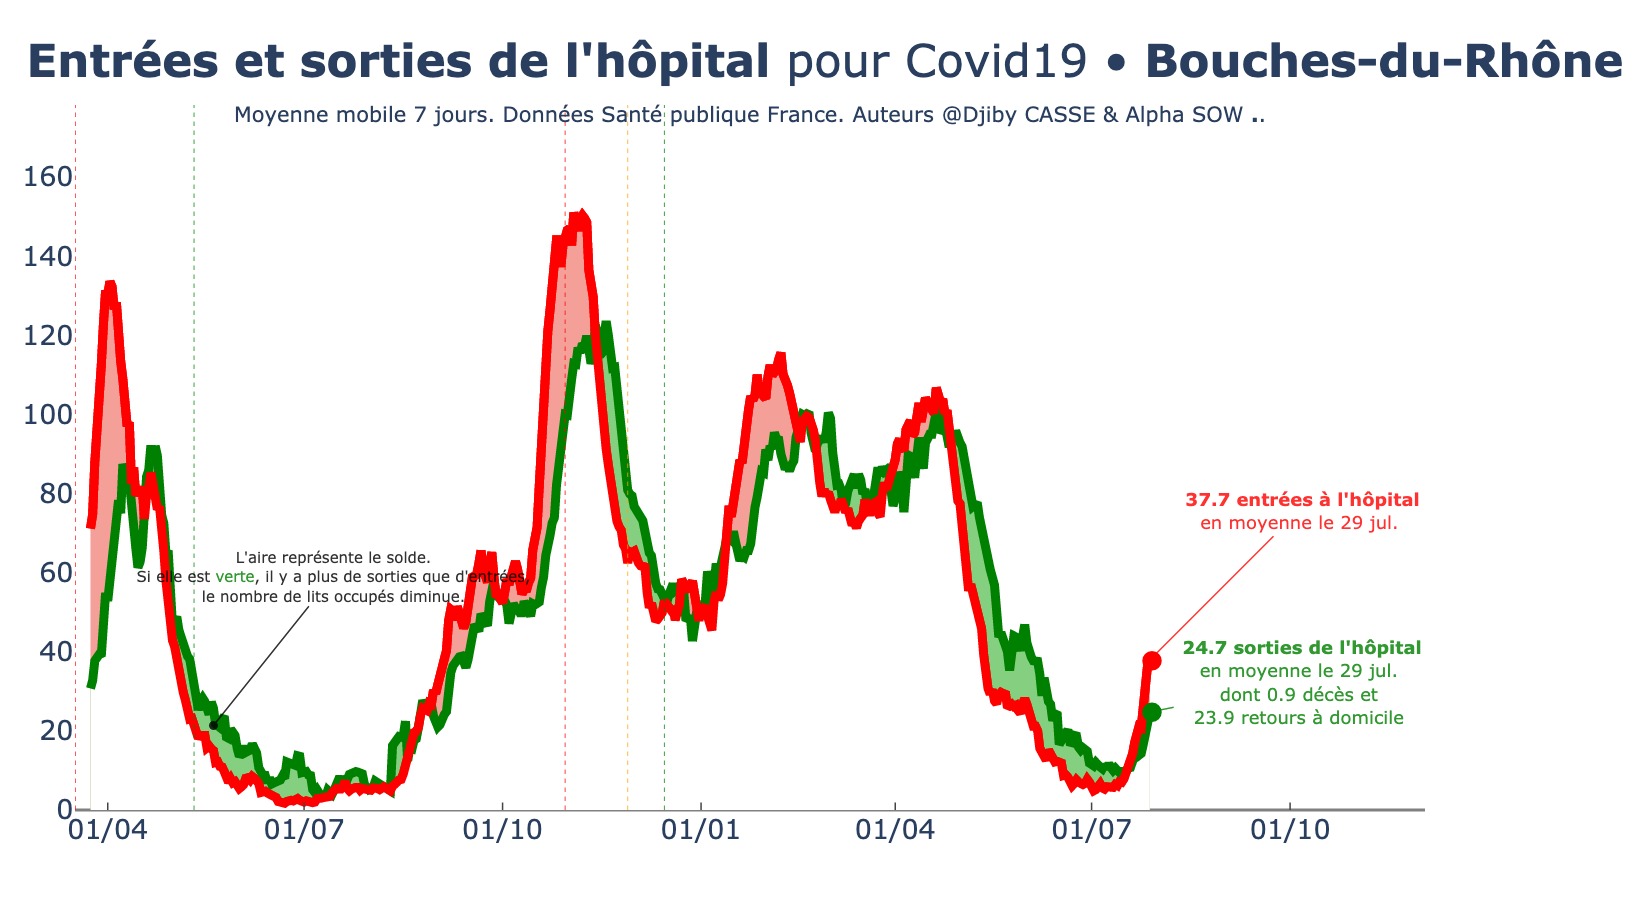 Entrées et sorties de l'hôpital pour Covid19 • Bouches-du-Rhône
Moyenne mobile 7 jours. Données Santé publique France. Auteurs @Djiby CASSE & Alpha SOW ..
160
140
120
100
80
60
40
20
0
L'aire représente le solde.
Si elle est verte, il y a plus de sorties que d'entrées,
le nombre de lits occupés diminue.
37.7 entrées à l'hôpital
en moyenne le 29 jul.
24.7 sorties de l'hôpital
en moyenne le 29 jul.
dont 0.9 décès et
23.9 retours à domicile
01/04 01/07 01/10 01/01 01/04 01/07 01/10